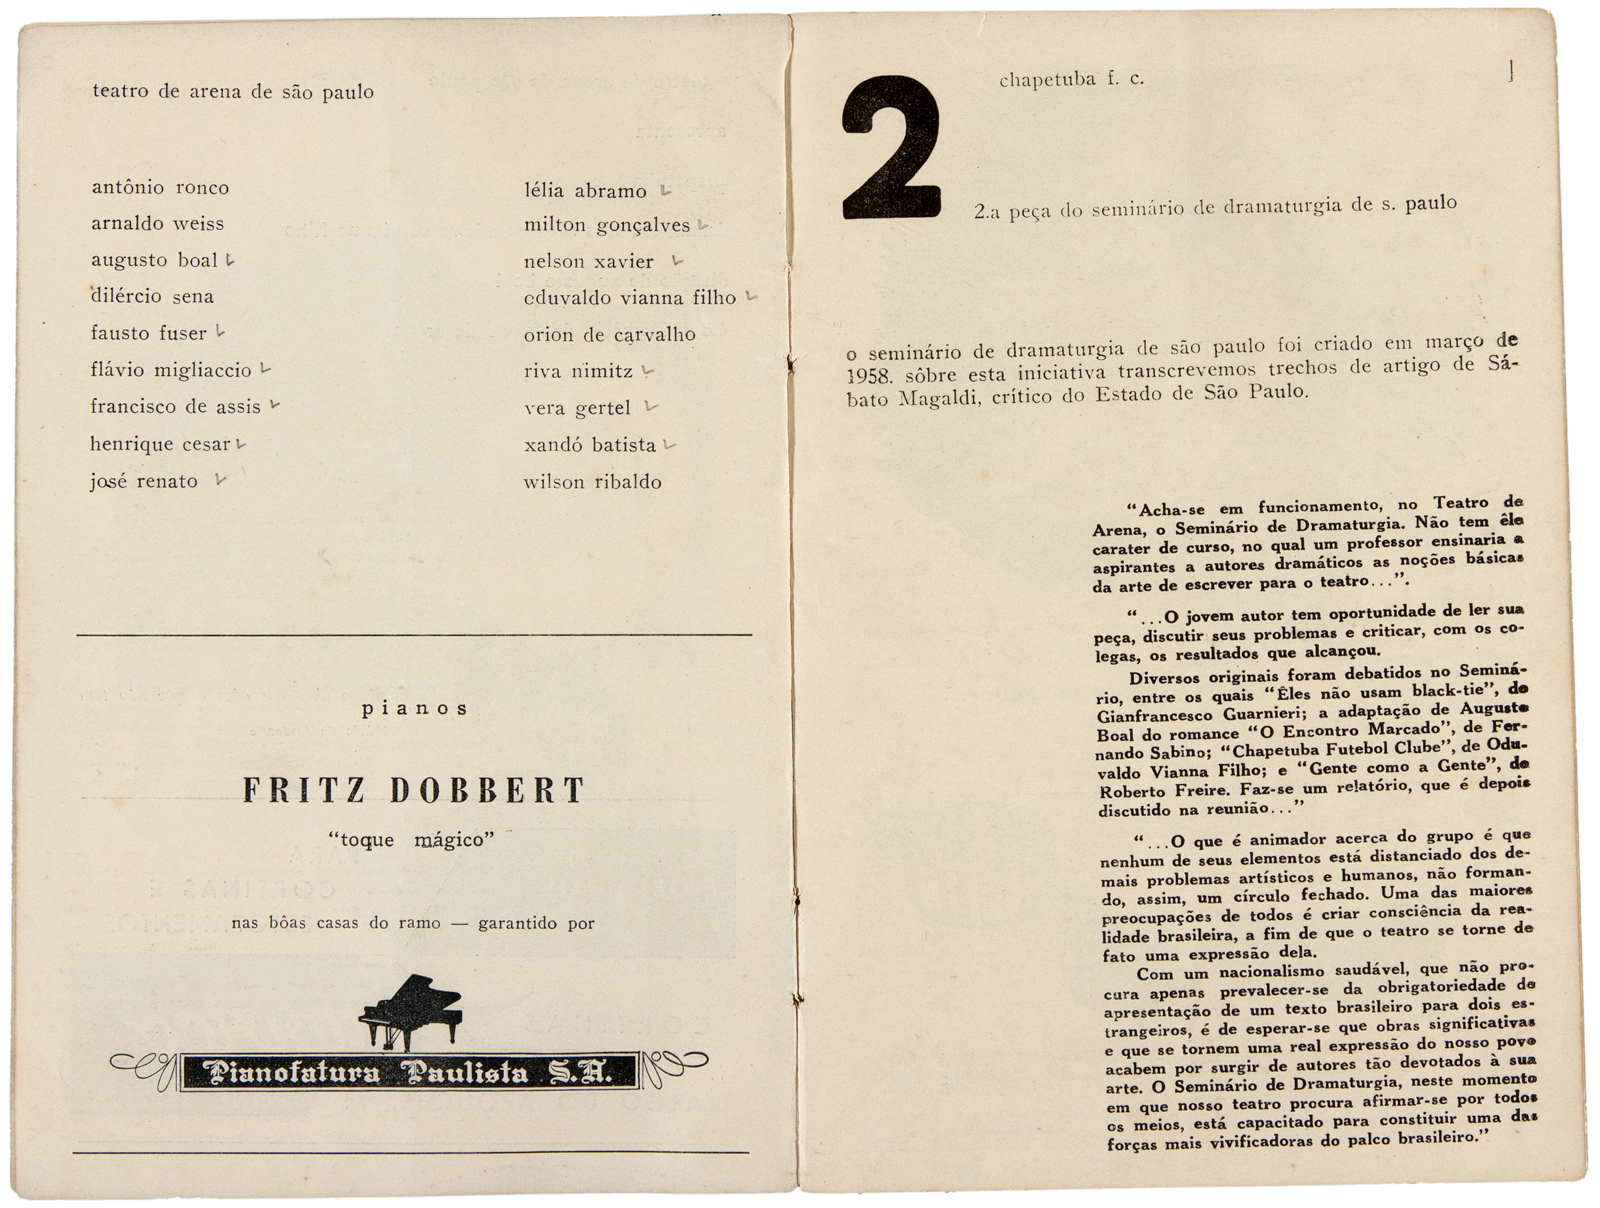 teatro de arena de são paulo
antônio ronco
arnaldo weiss
augusto boal
dilércio sena
fausto fuser
flávio migliaccio
francisco de assis
henrique cesar
josé renato
lélia abramo
milton gonçalves
nelson xavier
oduvaldo vianna filho
orion de carvalho
riva nimitz
vera gertel
xandó batista
wilson ribaldo
pianos
FRITZ DOBBERT
“toque mágico”
nas bôas casas do ramo — garantido por
Pianofatura Paulista S.A.
2
chapetuba f. c.
2.a peça do seminário de dramaturgia de s. paulo
o seminário de dramaturgia de são paulo foi criado em março de
1958. sôbre esta iniciativa transcrevemos trechos de artigo de Sá-
bato Magaldi, crítico do Estado de São Paulo.
“Acha-se em funcionamento, no Teatro de
Arena, o Seminário de Dramaturgia. Não tem êle
carater de curso, no qual um professor ensinaria a
aspirantes a autores dramáticos as noções básicas
da arte de escrever para o teatro...”.
“...O jovem autor tem oportunidade de ler sua
peça, discutir seus problemas e criticar, com os co-
legas, os resultados que alcançou.
Diversos originais foram debatidos no Seminá-
rio, entre os quais “Êles não usam black-tie”, de
Gianfrancesco Guarnieri; a adaptação de Augusto
Boal do romance “O Encontro Marcado”, de Fer-
nando Sabino; “Chapetuba Futebol Clube”, de Odu-
valdo Vianna Filho; e “Gente como a Gente”, de
Roberto Freire. Faz-se um relatório, que é depois
discutido na reunião...”
“...O que é animador acerca do grupo é que
nenhum de seus elementos está distanciado dos de-
mais problemas artísticos e humanos, não forman-
do, assim, um círculo fechado. Uma das maiores
preocupações de todos é criar consciência da rea-
lidade brasileira, a fim de que o teatro se torne de
fato uma expressão dela.
Com um nacionalismo saudável, que não pro-
cura apenas prevalecer-se da obrigatoriedade de
apresentação de um texto brasileiro para dois es-
trangeiros, é de esperar-se que obras significativas
e que se tornem uma real expressão do nosso povo
acabem por surgir de autores tão devotados à sua
arte. O Seminário de Dramaturgia, neste momento
em que nosso teatro procura afirmar-se por todos
os meios, está capacitado para constituir uma das
forças mais vivificadoras do palco brasileiro.”